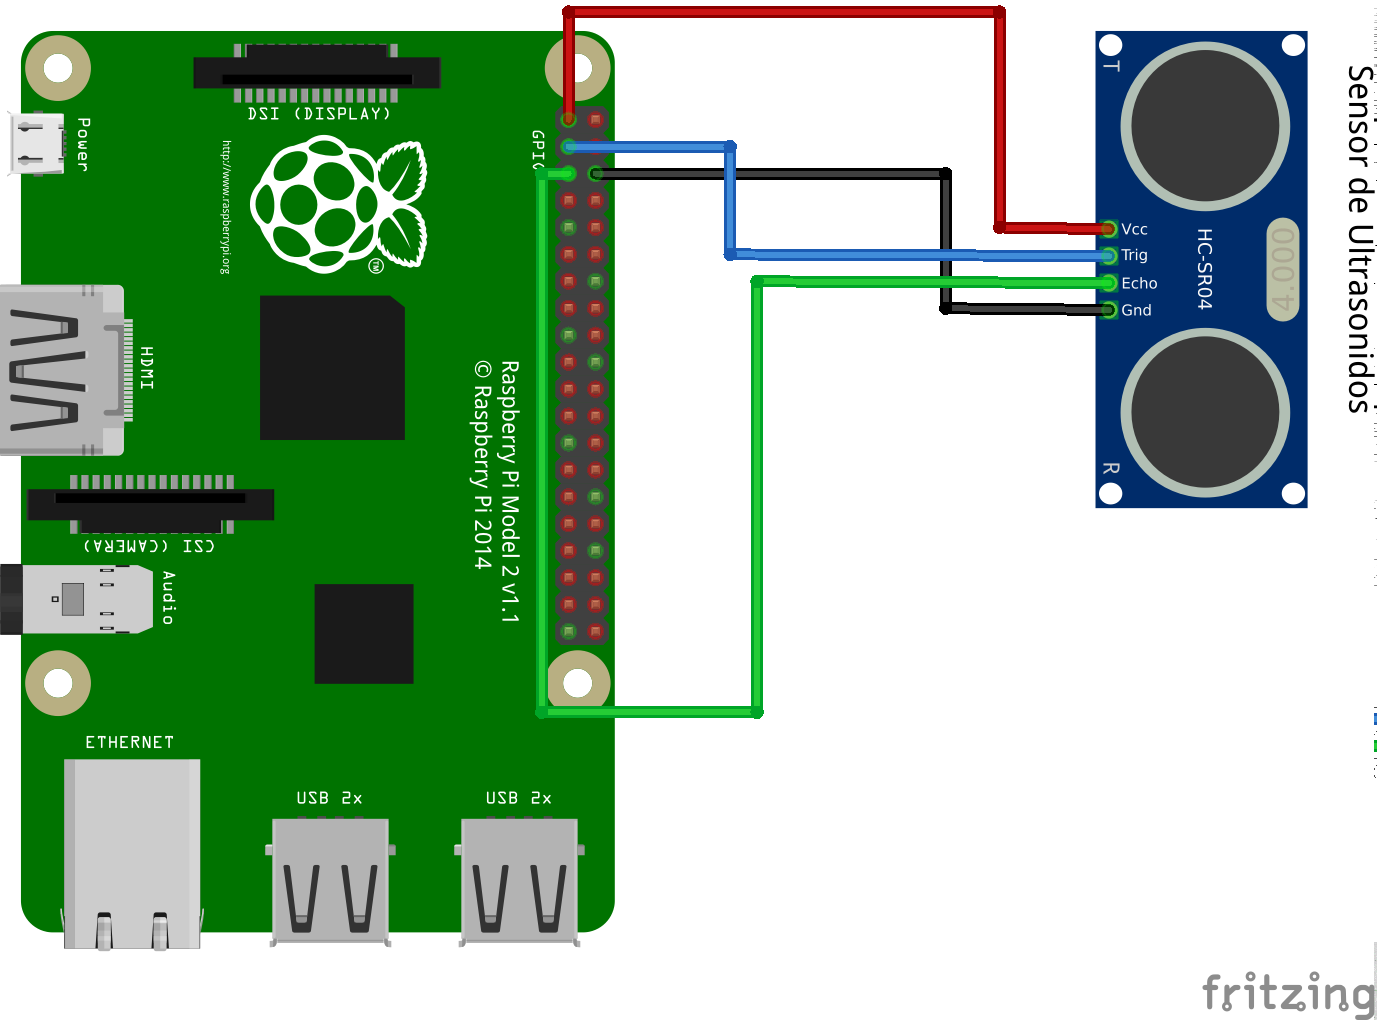 DSI (DISPLAY)
Power
http://www.raspberrypi.org
GPIO
TM
HDMI
Raspberry Pi Model 2 v1.1
© Raspberry Pi 2014
CSI (CAMERA)
Audio
ETHERNET
USB 2x
USB 2x
T
Vcc
Trig
Echo
Gnd
HC-SR04
4.000
R
Sensor de Ultrasonidos
fritzing